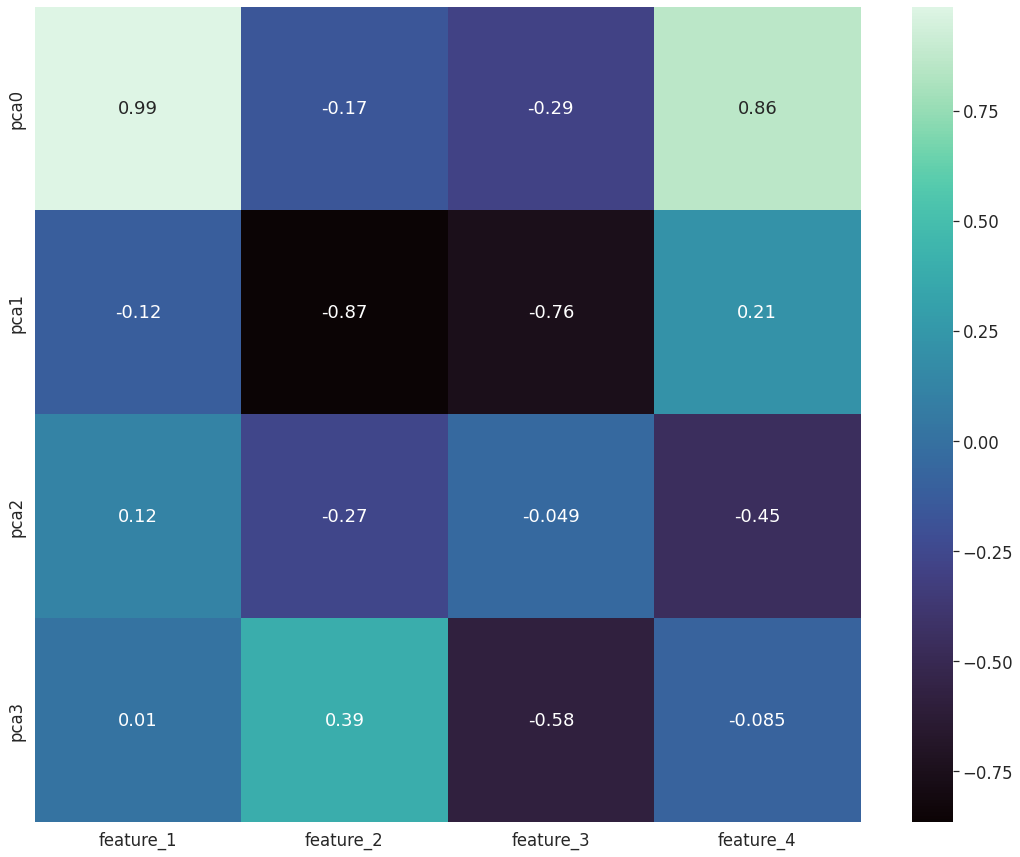 pca0 0.99 -0.17 -0.29 0.86
pca1 -0.12 -0.87 -0.76 0.21
pca2 0.12 -0.27 -0.049 -0.45
pca3 0.01 0.39 -0.58 -0.085
feature_1 feature_2 feature_3 feature_4
0.75
0.50
0.25
0.00
−0.25
−0.50
−0.75